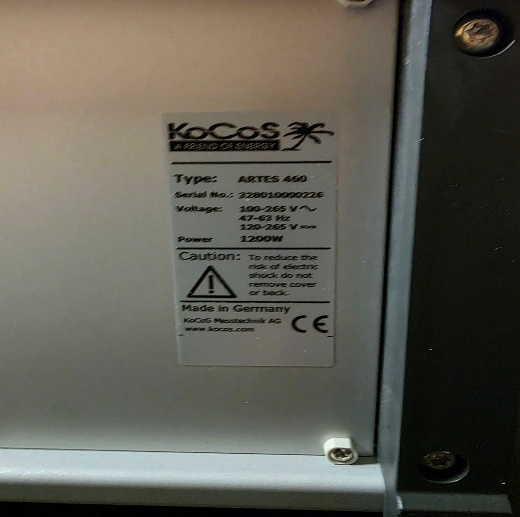 KoCoS
A FRIEND OF ENERGY
Type: ARTES 460
Serial No.: 328010000226
Voltage: 100-265 V ~
47-63 Hz
120-265 V ⎓
Power 1200W
Caution: To reduce the
risk of electric
shock do not
remove cover
or back.
Made in Germany
KoCoS Messtechnik AG
www.kocos.com
CE